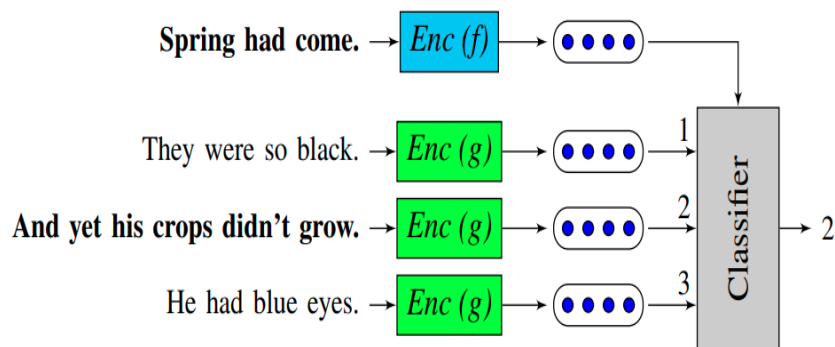 Spring had come. Enc (f)
They were so black. Enc (g) 1
And yet his crops didn't grow. Enc (g) 2
He had blue eyes. Enc (g) 3
Classifier
2